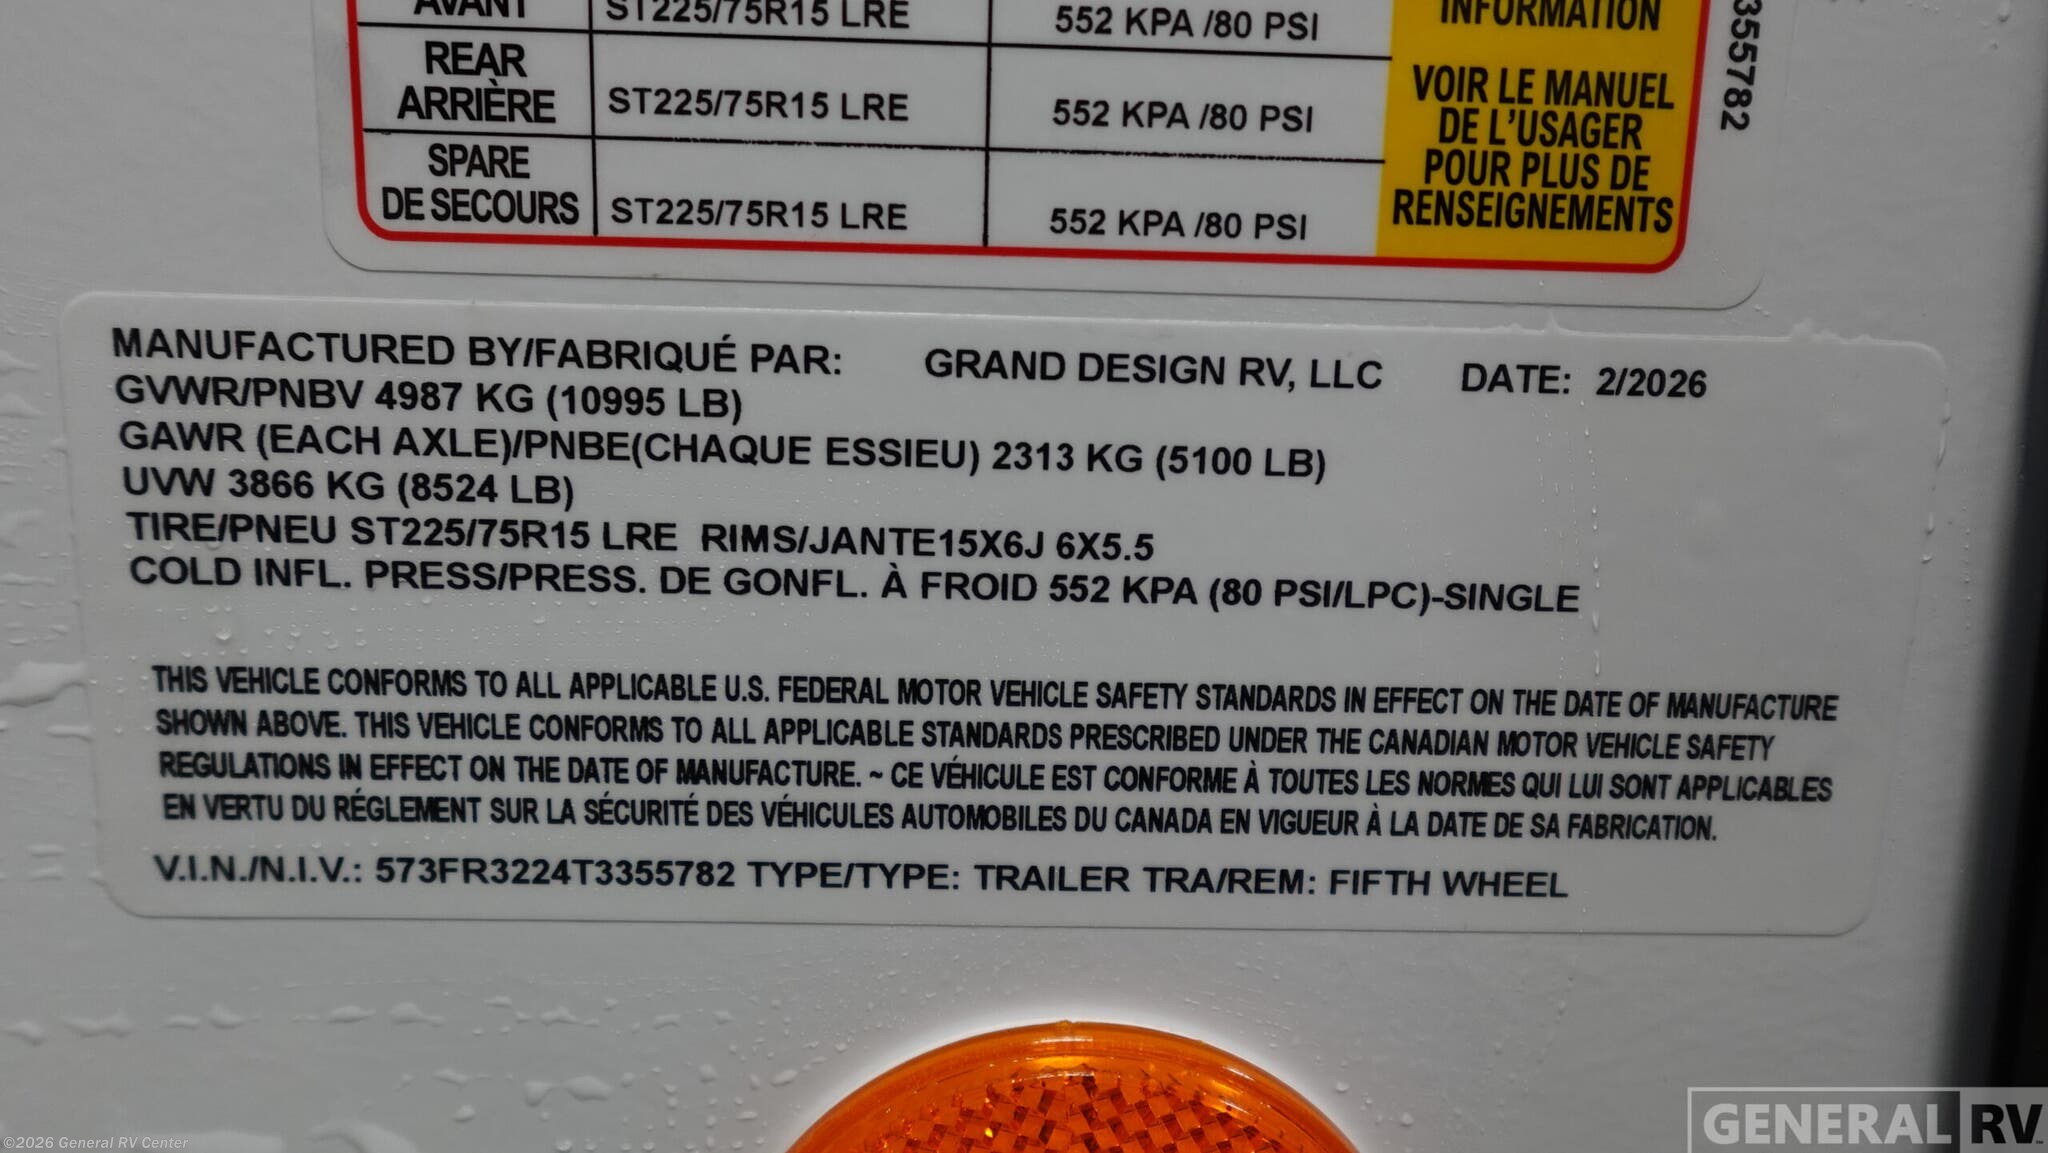 AVANT ST225/75R15 LRE 552 KPA /80 PSI INFORMATION
REAR
ARRIÈRE ST225/75R15 LRE 552 KPA /80 PSI
SPARE
DE SECOURS ST225/75R15 LRE 552 KPA /80 PSI
VOIR LE MANUEL
DE L'USAGER
POUR PLUS DE
RENSEIGNEMENTS
355782
MANUFACTURED BY/FABRIQUÉ PAR: GRAND DESIGN RV, LLC DATE: 2/2026
GVWR/PNBV 4987 KG (10995 LB)
GAWR (EACH AXLE)/PNBE(CHAQUE ESSIEU) 2313 KG (5100 LB)
UVW 3866 KG (8524 LB)
TIRE/PNEU ST225/75R15 LRE RIMS/JANTE15X6J 6X5.5
COLD INFL. PRESS/PRESS. DE GONFL. À FROID 552 KPA (80 PSI/LPC)-SINGLE
THIS VEHICLE CONFORMS TO ALL APPLICABLE U.S. FEDERAL MOTOR VEHICLE SAFETY STANDARDS IN EFFECT ON THE DATE OF MANUFACTURE
SHOWN ABOVE. THIS VEHICLE CONFORMS TO ALL APPLICABLE STANDARDS PRESCRIBED UNDER THE CANADIAN MOTOR VEHICLE SAFETY
REGULATIONS IN EFFECT ON THE DATE OF MANUFACTURE. ~ CE VÉHICULE EST CONFORME À TOUTES LES NORMES QUI LUI SONT APPLICABLES
EN VERTU DU RÉGLEMENT SUR LA SÉCURITÉ DES VÉHICULES AUTOMOBILES DU CANADA EN VIGUEUR À LA DATE DE SA FABRICATION.
V.I.N./N.I.V.: 573FR3224T3355782 TYPE/TYPE: TRAILER TRA/REM: FIFTH WHEEL
©2026 General RV Center
GENERAL RV